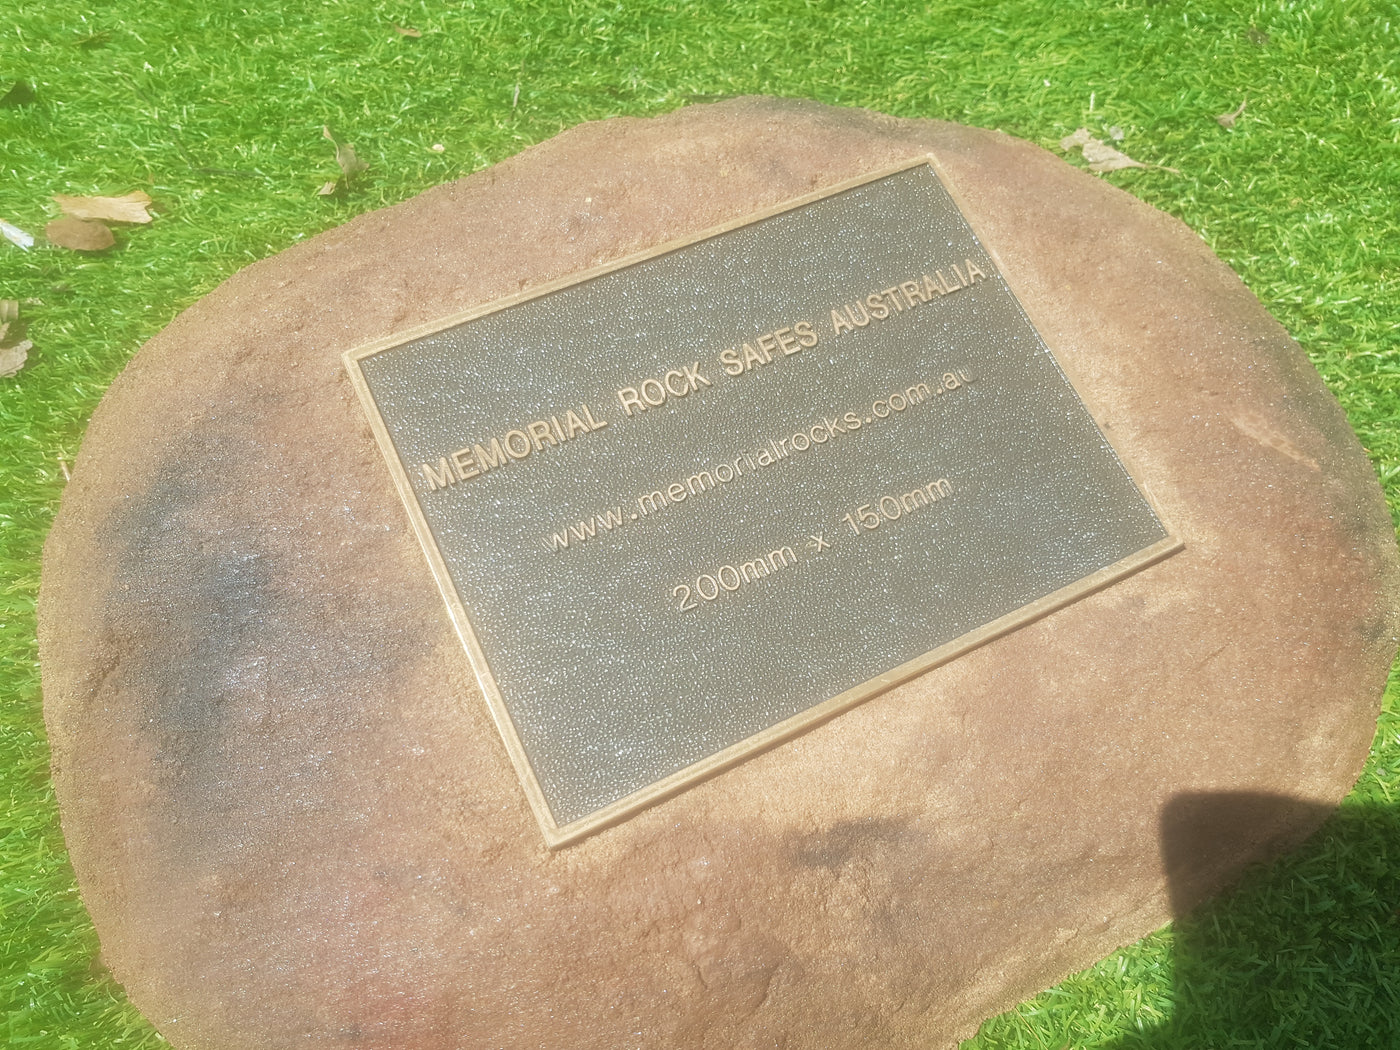 MEMORIAL ROCK SAFES AUSTRALIA
www.memorialrocks.com.au
200mm x 150mm